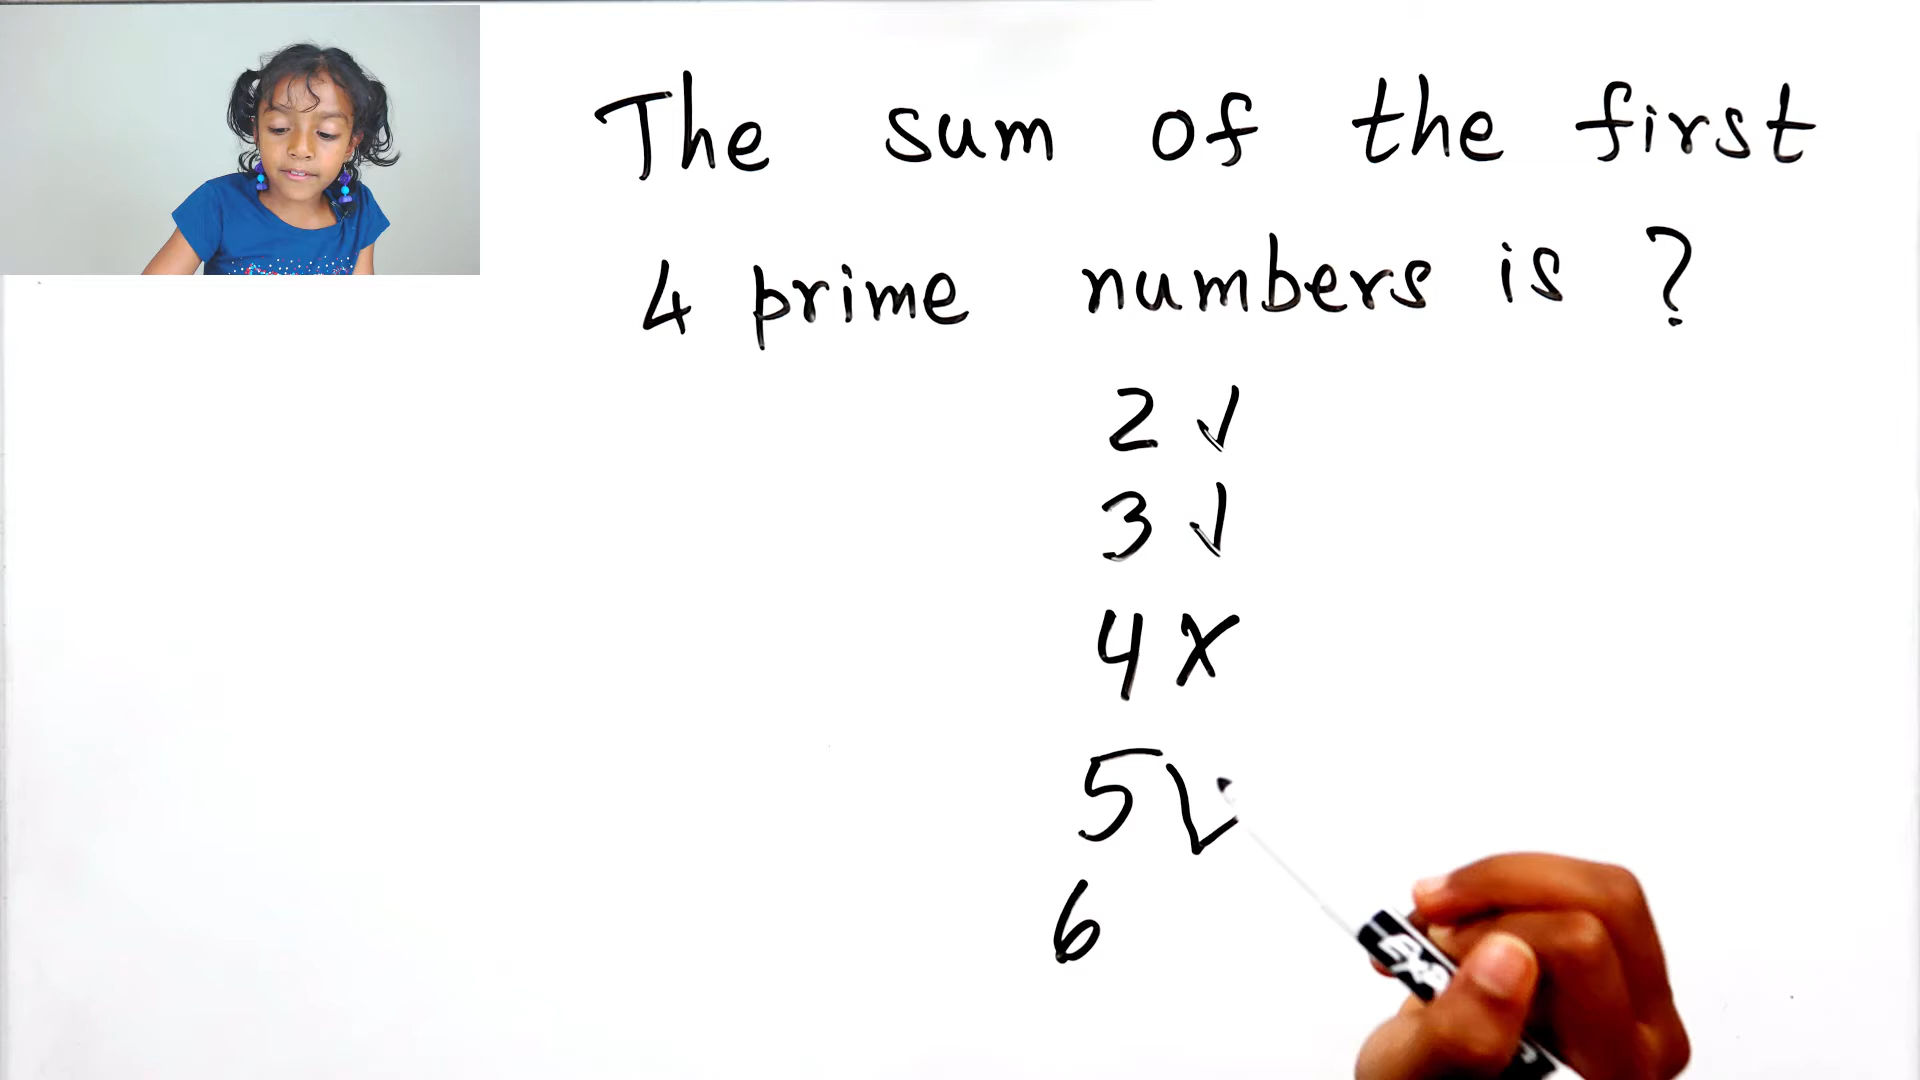 The sum of the first
4 prime numbers is ?
2 ✓
3 ✓
4 X
5 ✓
6